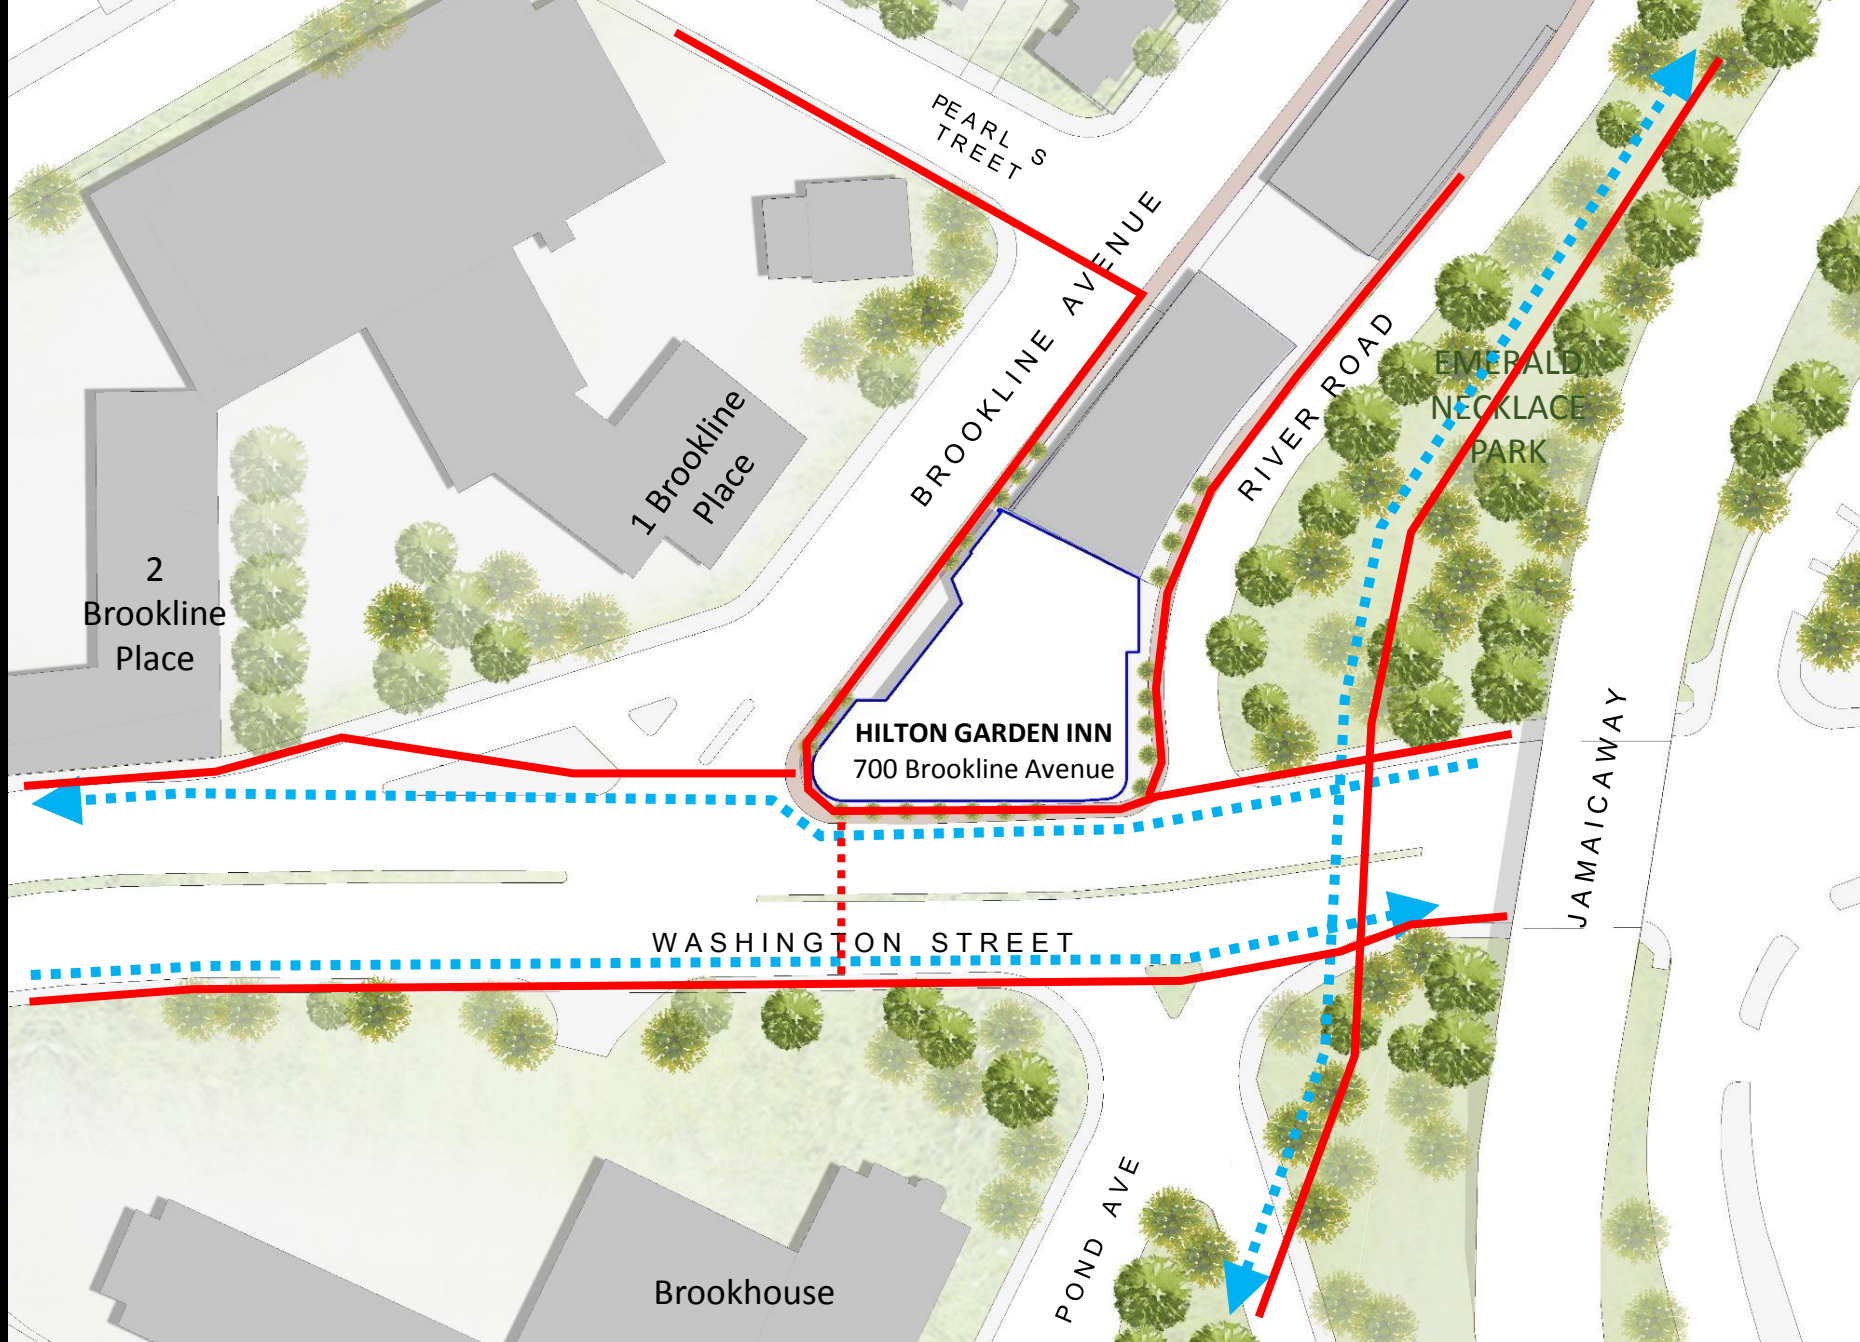 PEARL S
TREET
BROOKLINE AVENUE
RIVER ROAD
EMERALD
NECKLACE
PARK
1 Brookline
Place
2
Brookline
Place
HILTON GARDEN INN
700 Brookline Avenue
JAMAICAWAY
WASHINGTON STREET
POND AVE
Brookhouse